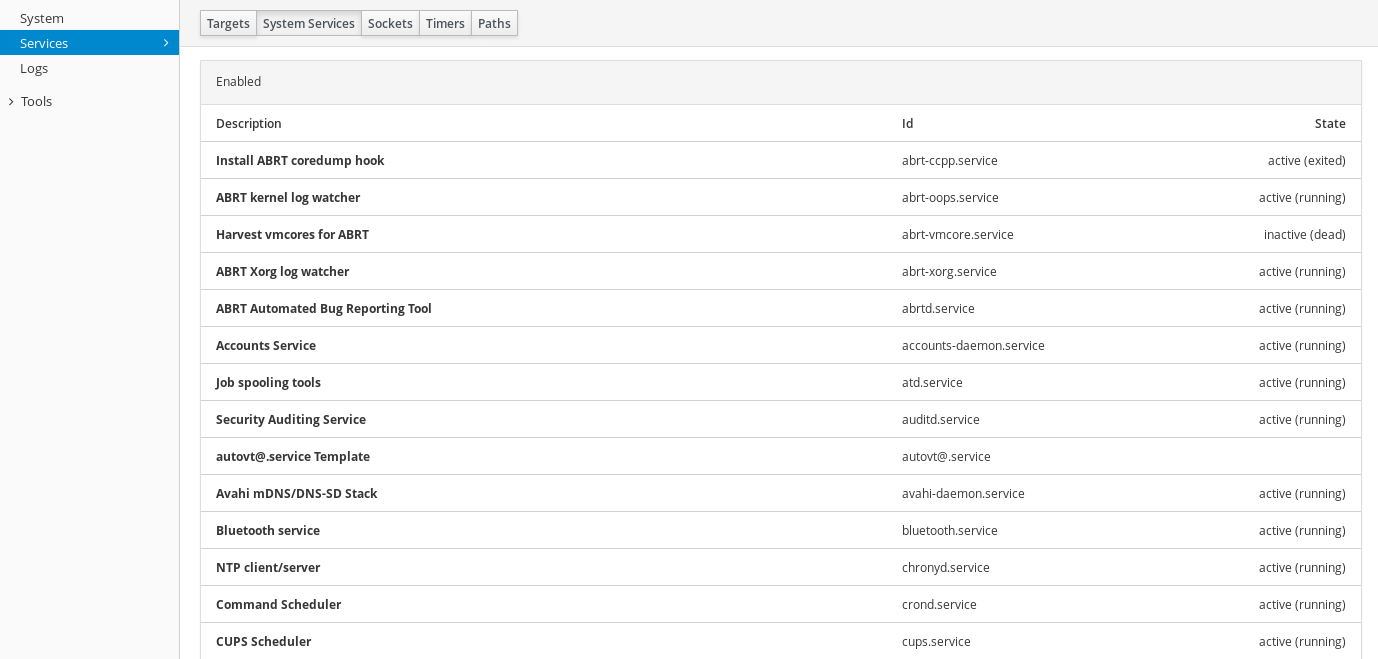 System
Services
Logs
Tools
Targets System Services Sockets Timers Paths
Enabled
Description Id State
Install ABRT coredump hook abrt-ccpp.service active (exited)
ABRT kernel log watcher abrt-oops.service active (running)
Harvest vmcores for ABRT abrt-vmcore.service inactive (dead)
ABRT Xorg log watcher abrt-xorg.service active (running)
ABRT Automated Bug Reporting Tool abrtd.service active (running)
Accounts Service accounts-daemon.service active (running)
Job spooling tools atd.service active (running)
Security Auditing Service auditd.service active (running)
autovt@.service Template autovt@.service
Avahi mDNS/DNS-SD Stack avahi-daemon.service active (running)
Bluetooth service bluetooth.service active (running)
NTP client/server chronyd.service active (running)
Command Scheduler crond.service active (running)
CUPS Scheduler cups.service active (running)